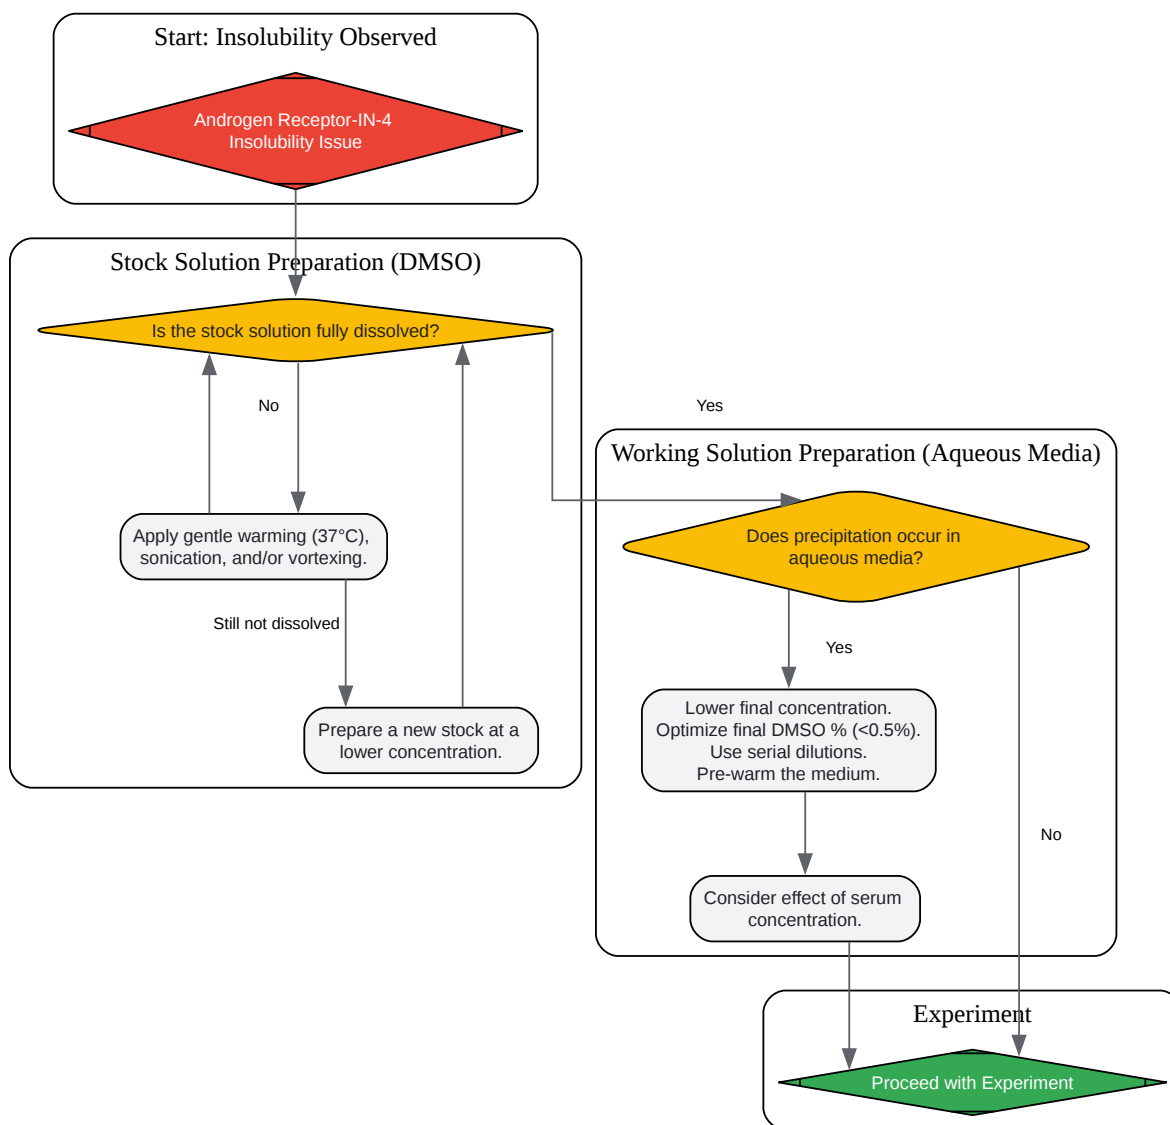 Start: Insolubility Observed
Androgen Receptor-IN-4
Insolubility Issue
Stock Solution Preparation (DMSO)
Is the stock solution fully dissolved?
No
Yes
Apply gentle warming (37°C),
sonication, and/or vortexing.
Still not dissolved
Prepare a new stock at a
lower concentration.
Working Solution Preparation (Aqueous Media)
Does precipitation occur in
aqueous media?
Yes
Lower final concentration.
Optimize final DMSO % (<0.5%).
Use serial dilutions.
Pre-warm the medium.
No
Consider effect of serum
concentration.
Experiment
Proceed with Experiment